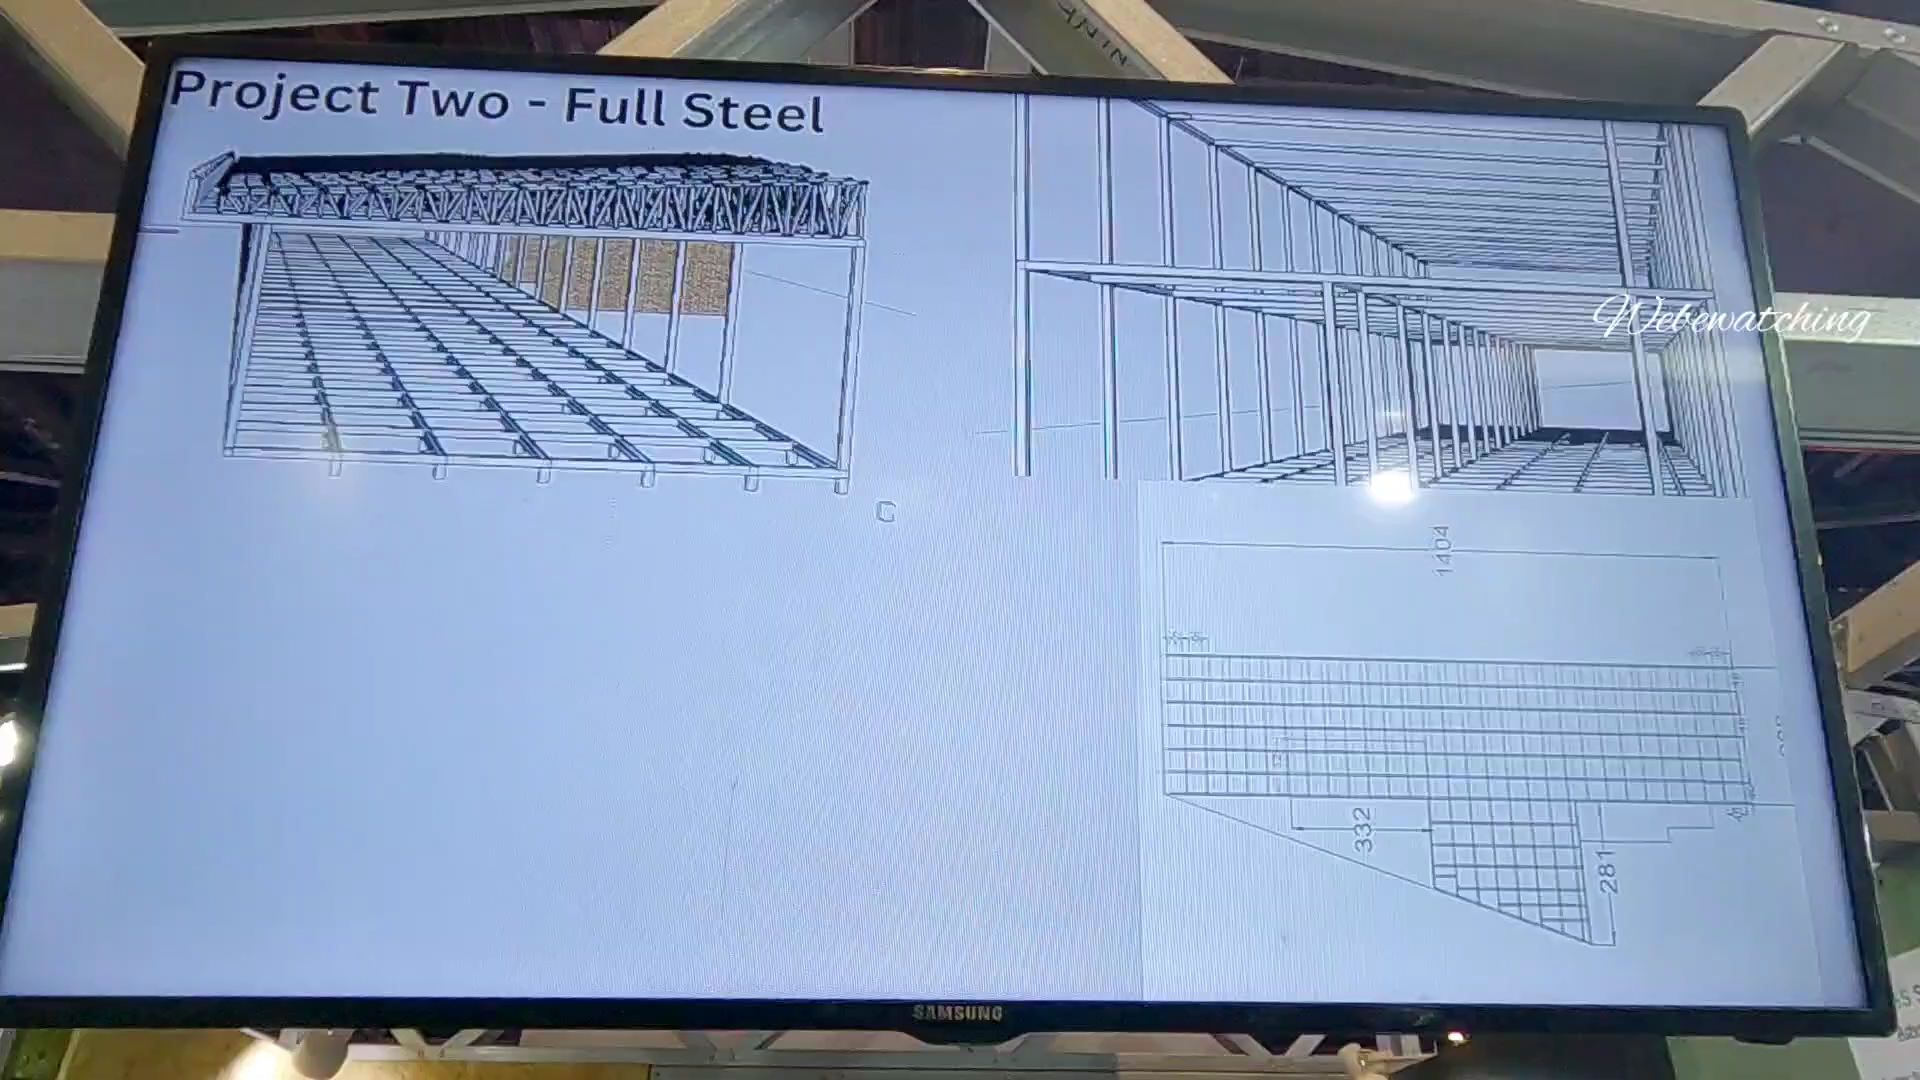 Project Two - Full Steel
Webewatching
1404
332
281
SAMSUNG